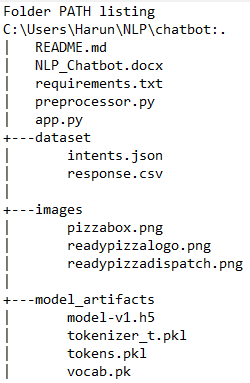 Folder PATH listing
C:\Users\Harun\NLP\chatbot:.
|   README.md
|   NLP_Chatbot.docx
|   requirements.txt
|   preprocessor.py
|   app.py
+---dataset
|       intents.json
|       response.csv
|
+---images
|       pizzabox.png
|       readypizzalogo.png
|       readypizzadispatch.png
|
+---model_artifacts
|       model-v1.h5
|       tokenizer_t.pkl
|       tokens.pkl
|       vocab.pk